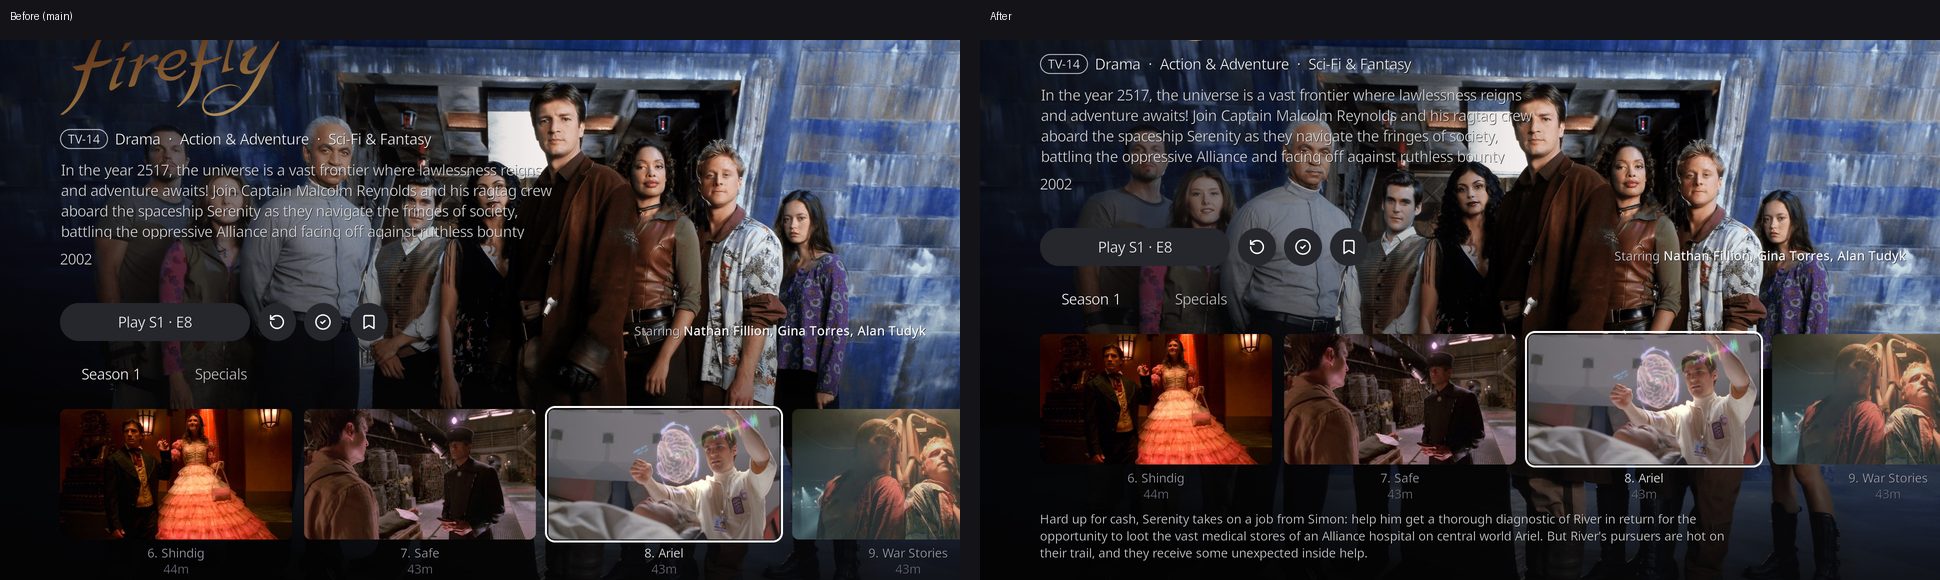 Before (main)
firefly
TV-14 Drama · Action & Adventure · Sci-Fi & Fantasy
In the year 2517, the universe is a vast frontier where lawlessness reigns
and adventure awaits! Join Captain Malcolm Reynolds and his ragtag crew
aboard the spaceship Serenity as they navigate the fringes of society,
battling the oppressive Alliance and facing off against ruthless bounty
2002
Play S1 · E8
Starring Nathan Fillion, Gina Torres, Alan Tudyk
Season 1 Specials
6. Shindig 7. Safe 8. Ariel 9. War Stories
44m 43m 43m 43m
After
TV-14 Drama · Action & Adventure · Sci-Fi & Fantasy
In the year 2517, the universe is a vast frontier where lawlessness reigns
and adventure awaits! Join Captain Malcolm Reynolds and his ragtag crew
aboard the spaceship Serenity as they navigate the fringes of society,
battling the oppressive Alliance and facing off against ruthless bounty
2002
Play S1 · E8
Starring Nathan Fillion, Gina Torres, Alan Tudyk
Season 1 Specials
6. Shindig 7. Safe 8. Ariel 9. War Stories
44m 43m 43m 43m
Hard up for cash, Serenity takes on a job from Simon: help him get a thorough diagnostic of River in return for the
opportunity to loot the vast medical stores of an Alliance hospital on central world Ariel. But River's pursuers are hot on
their trail, and they receive some unexpected inside help.